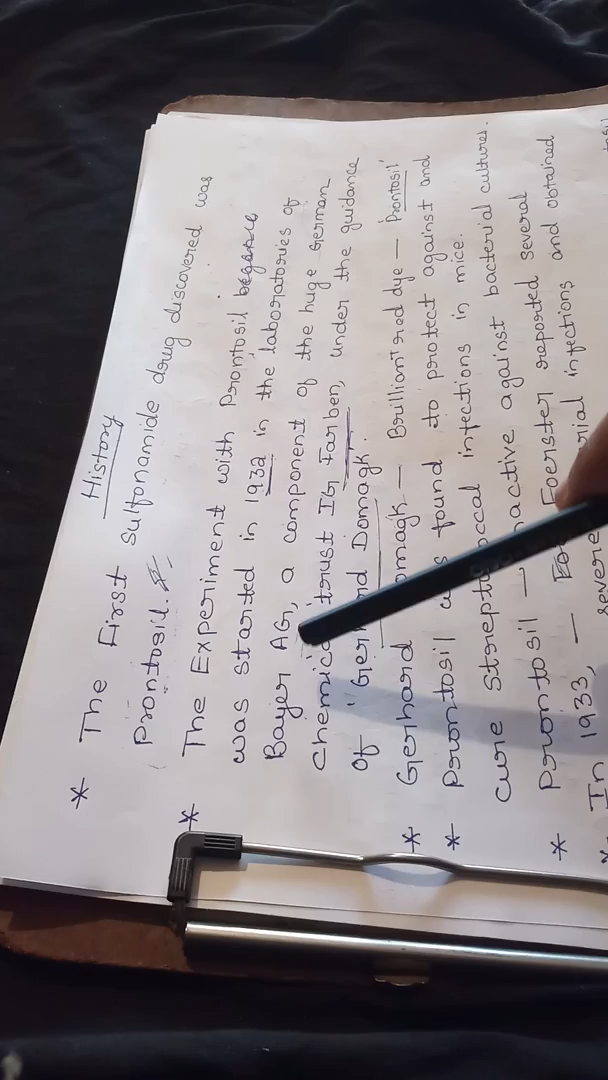 History
* The First Sulfonamide drug discovered was
prontosil.
* The Experiment with Prontosil
was started in 1932 in the laboratories of
Bayer AG, a component of the huge German
chemical trust IG Farben, under the guidance
of "Gerhard Domagk.
* Gerhard Domagk — Brilliant red dye — Prontosil
* Prontosil was found to protect against and
cure Streptococcal infections in mice.
* Prontosil — inactive against bacterial cultures.
* In 1933, — Foerster reported several
severe infections and obtained